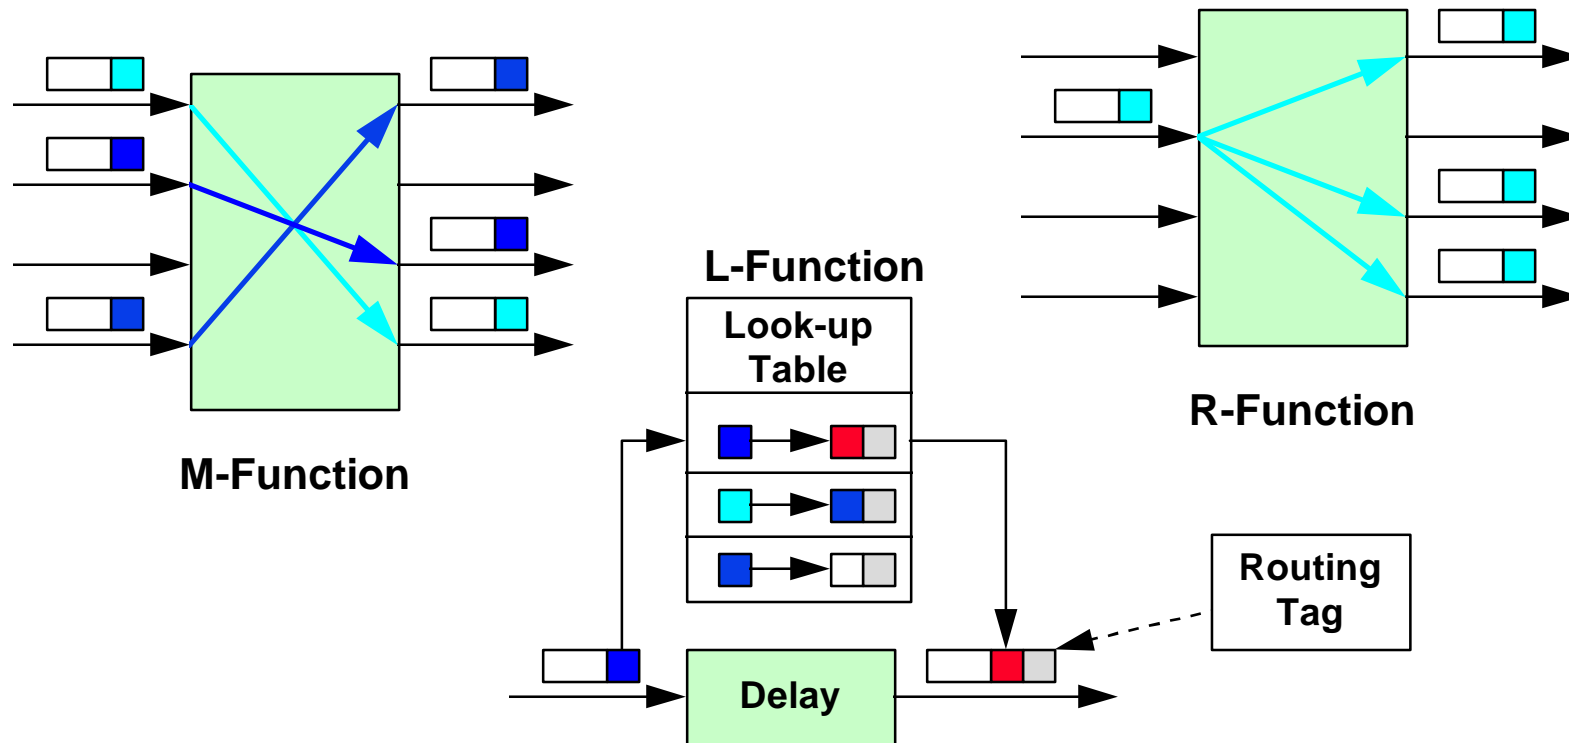 M-Function
L-Function
Look-up
Table
Delay
Routing
Tag
R-Function